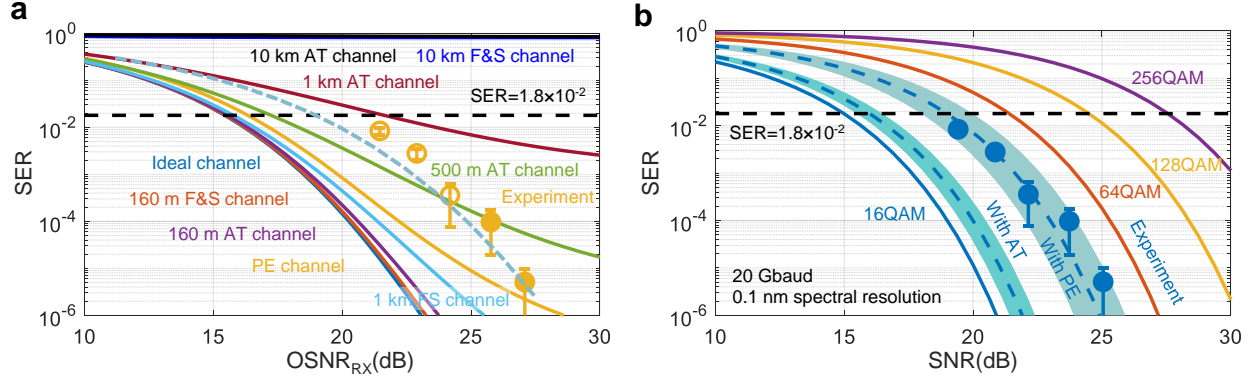 a
10⁰
10⁻²
10⁻⁴
10⁻⁶
SER
10 km AT channel
10 km F&S channel
1 km AT channel
SER=1.8×10⁻²
Ideal channel
500 m AT channel
160 m F&S channel
Experiment
160 m AT channel
PE channel
1 km FS channel
10 15 20 25 30
OSNR_RX(dB)
b
10⁰
10⁻²
10⁻⁴
10⁻⁶
SER
256QAM
SER=1.8×10⁻²
128QAM
64QAM
16QAM
With AT
With PE
Experiment
20 Gbaud
0.1 nm spectral resolution
10 15 20 25 30
SNR(dB)